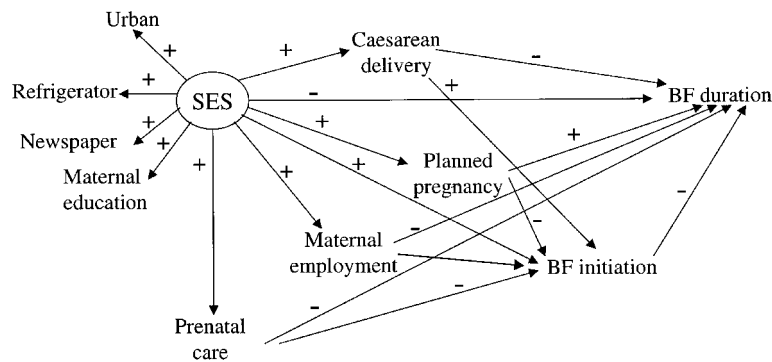 Urban
+
+
Caesarean
delivery
-
Refrigerator
+
SES
-
+
BF duration
Newspaper
+
+
+
Maternal
education
+
+
+
Planned
pregnancy
+
-
-
Maternal
employment
-
BF initiation
Prenatal
care
-
-